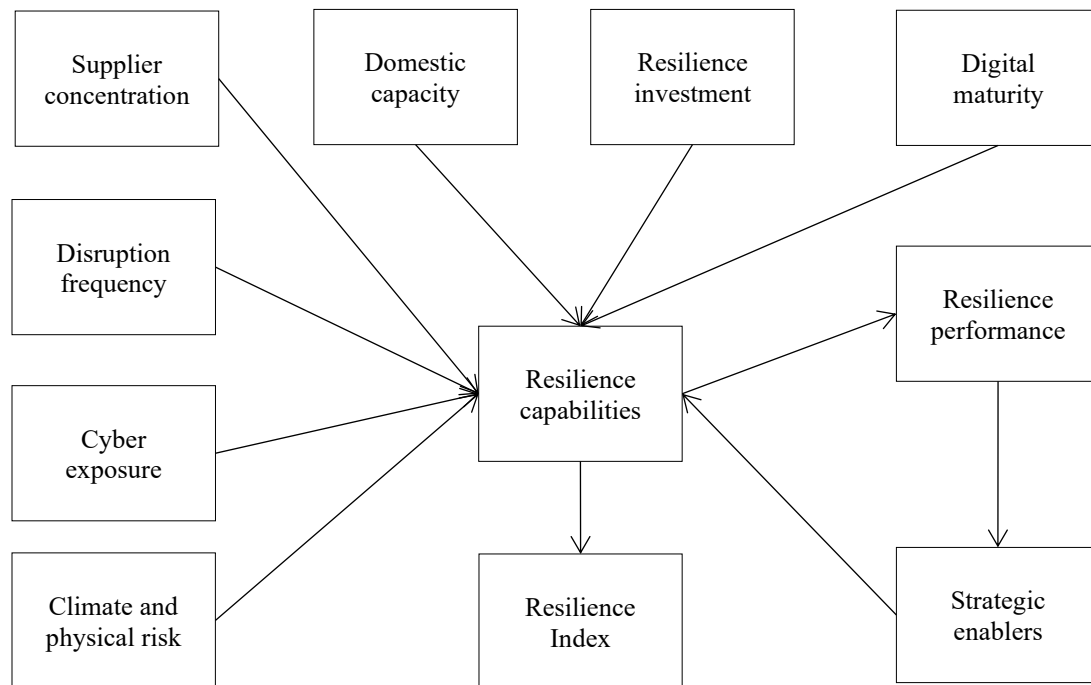 Supplier
concentration
Domestic
capacity
Resilience
investment
Digital
maturity
Disruption
frequency
Resilience
performance
Resilience
capabilities
Cyber
exposure
Climate and
physical risk
Resilience
Index
Strategic
enablers